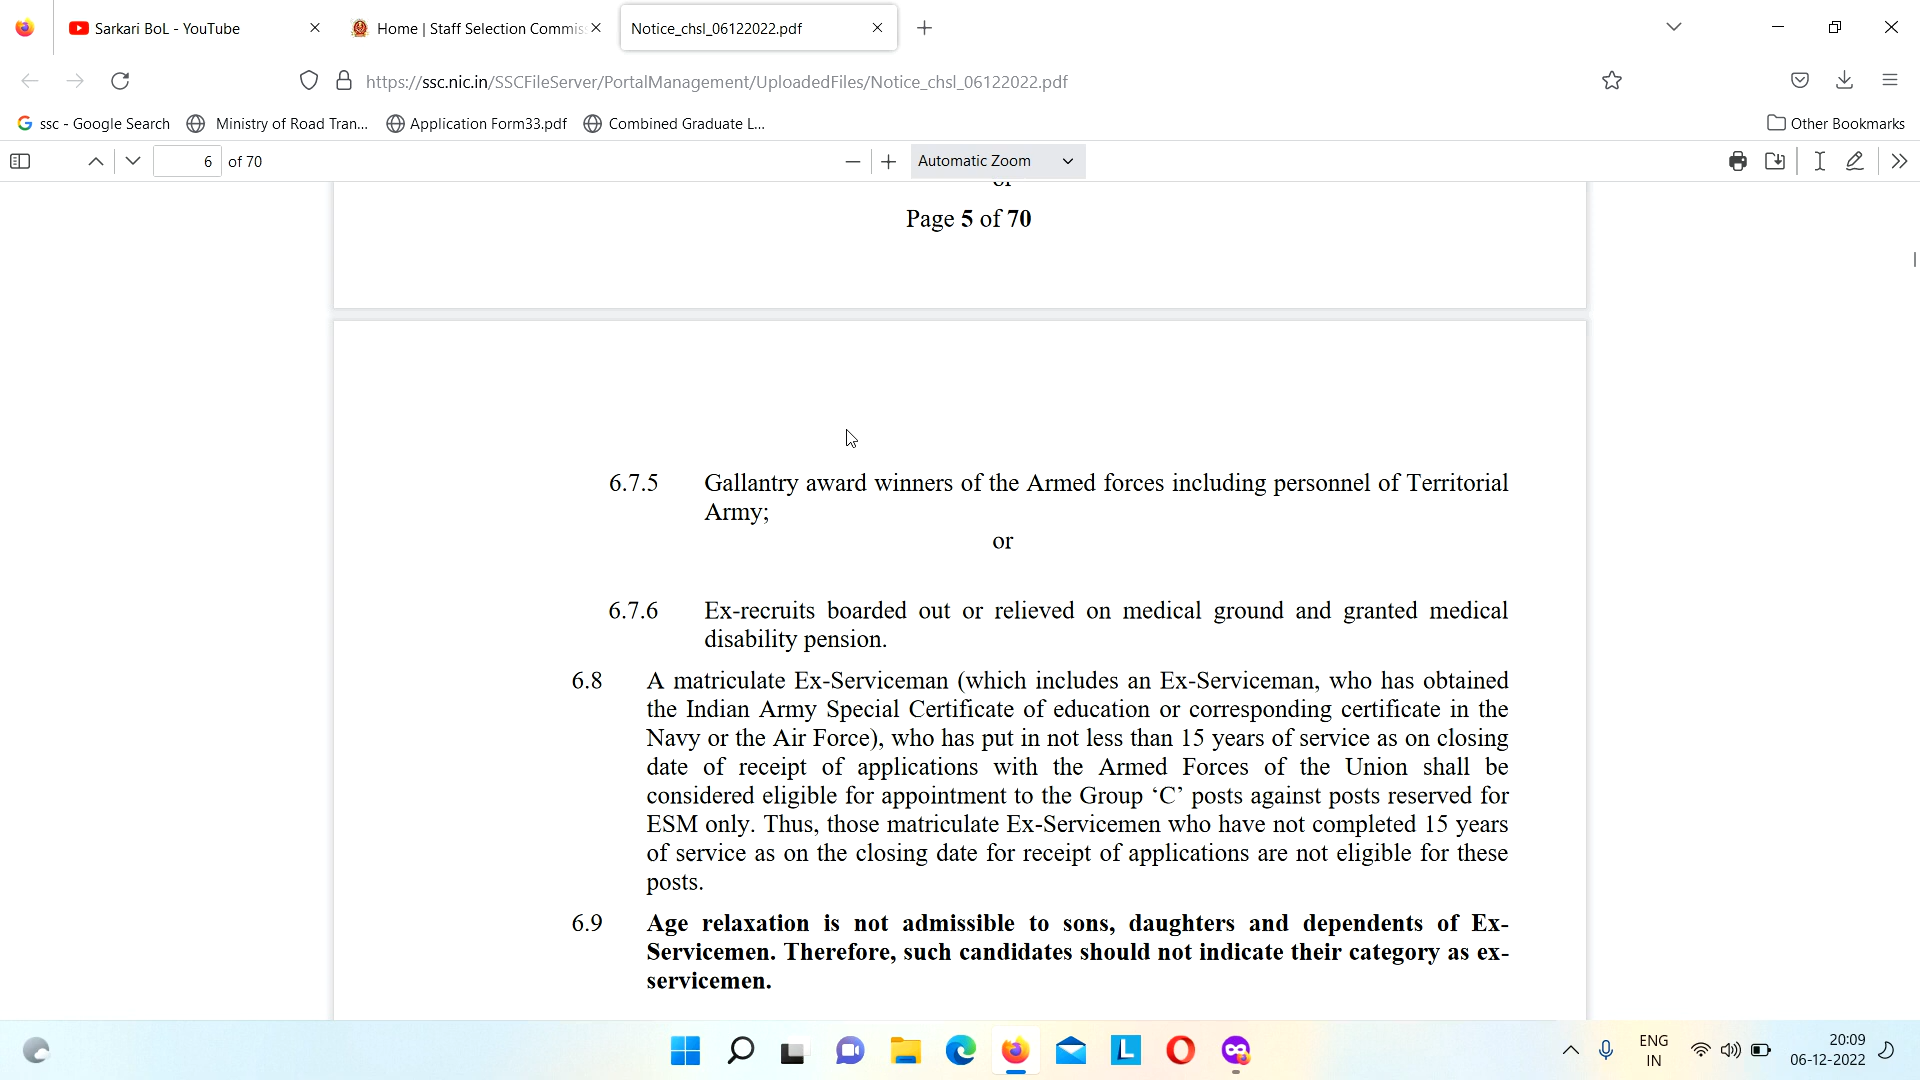 Sarkari BoL - YouTube
Home | Staff Selection Commis
Notice_chsl_06122022.pdf
https://ssc.nic.in/SSCFileServer/PortalManagement/UploadedFiles/Notice_chsl_06122022.pdf
ssc - Google Search
Ministry of Road Tran...
Application Form33.pdf
Combined Graduate L...
Other Bookmarks
6 of 70
Automatic Zoom
or
Page 5 of 70
6.7.5 Gallantry award winners of the Armed forces including personnel of Territorial
Army;
or
6.7.6 Ex-recruits boarded out or relieved on medical ground and granted medical
disability pension.
6.8 A matriculate Ex-Serviceman (which includes an Ex-Serviceman, who has obtained
the Indian Army Special Certificate of education or corresponding certificate in the
Navy or the Air Force), who has put in not less than 15 years of service as on closing
date of receipt of applications with the Armed Forces of the Union shall be
considered eligible for appointment to the Group ‘C’ posts against posts reserved for
ESM only. Thus, those matriculate Ex-Servicemen who have not completed 15 years
of service as on the closing date for receipt of applications are not eligible for these
posts.
6.9 Age relaxation is not admissible to sons, daughters and dependents of Ex-
Servicemen. Therefore, such candidates should not indicate their category as ex-
servicemen.
L
ENG
IN
20:09
06-12-2022